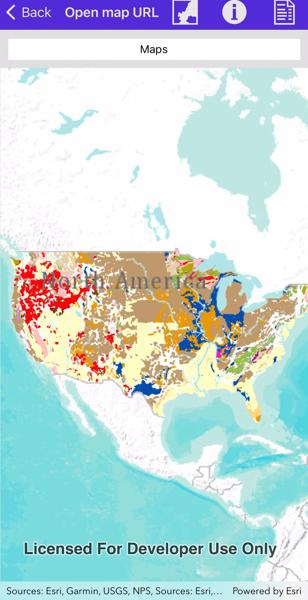 Back
Open map URL
Maps
North America
Licensed For Developer Use Only
Sources: Esri, Garmin, USGS, NPS, Sources: Esri,...
Powered by Esri